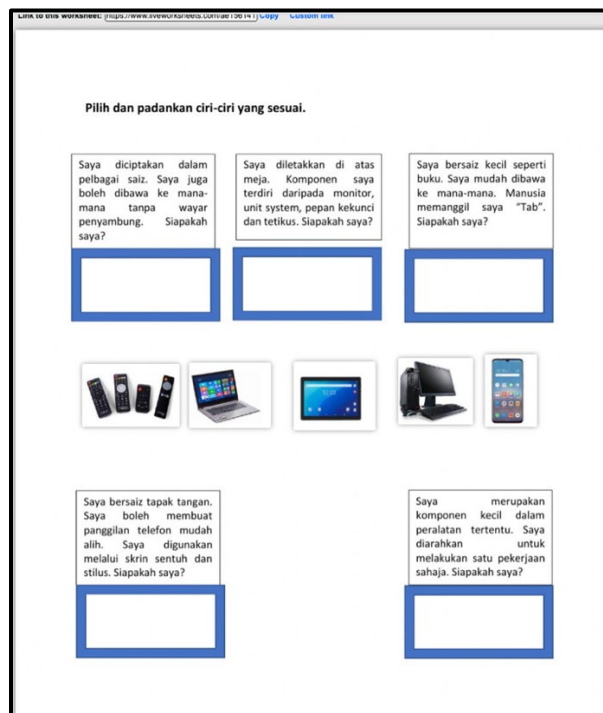 Link to this worksheet: https://www.liveworksheets.com/ae156141 Copy Custom link
Pilih dan padankan ciri-ciri yang sesuai.
Saya diciptakan dalam
pelbagai saiz. Saya juga
boleh dibawa ke mana-
mana tanpa wayar
penyambung. Siapakah
saya?
Saya diletakkan di atas
meja. Komponen saya
terdiri daripada monitor,
unit system, pepan kekunci
dan tetikus. Siapakah saya?
Saya bersaiz kecil seperti
buku. Saya mudah dibawa
ke mana-mana. Manusia
memanggil saya “Tab”.
Siapakah saya?
Saya bersaiz tapak tangan.
Saya boleh membuat
panggilan telefon mudah
alih. Saya digunakan
melalui skrin sentuh dan
stilus. Siapakah saya?
Saya merupakan
komponen kecil dalam
peralatan tertentu. Saya
diarahkan untuk
melakukan satu pekerjaan
sahaja. Siapakah saya?